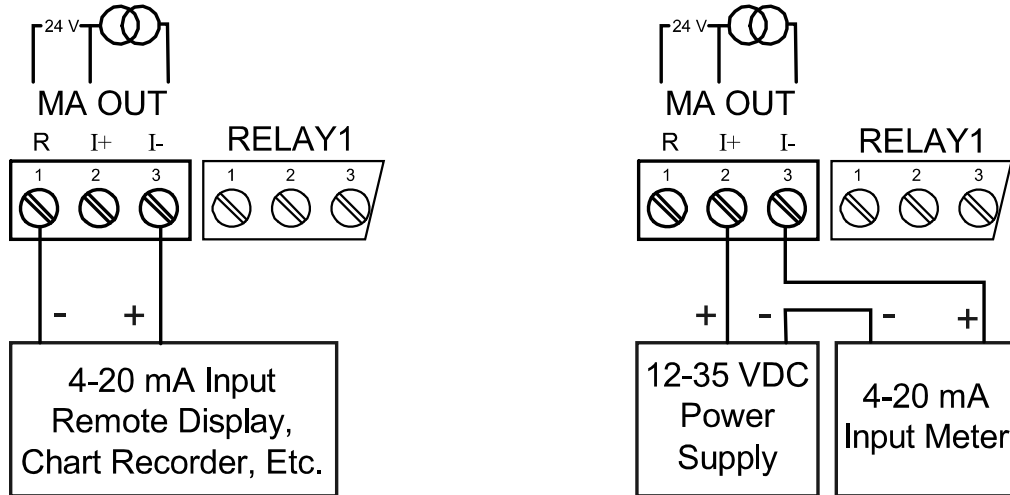 24 V
MA OUT
R I+ I-
RELAY1
1 2 3
1 2 3
- +
4-20 mA Input
Remote Display,
Chart Recorder, Etc.
24 V
MA OUT
R I+ I-
RELAY1
1 2 3
1 2 3
+ - - +
12-35 VDC
Power
Supply
4-20 mA
Input Meter